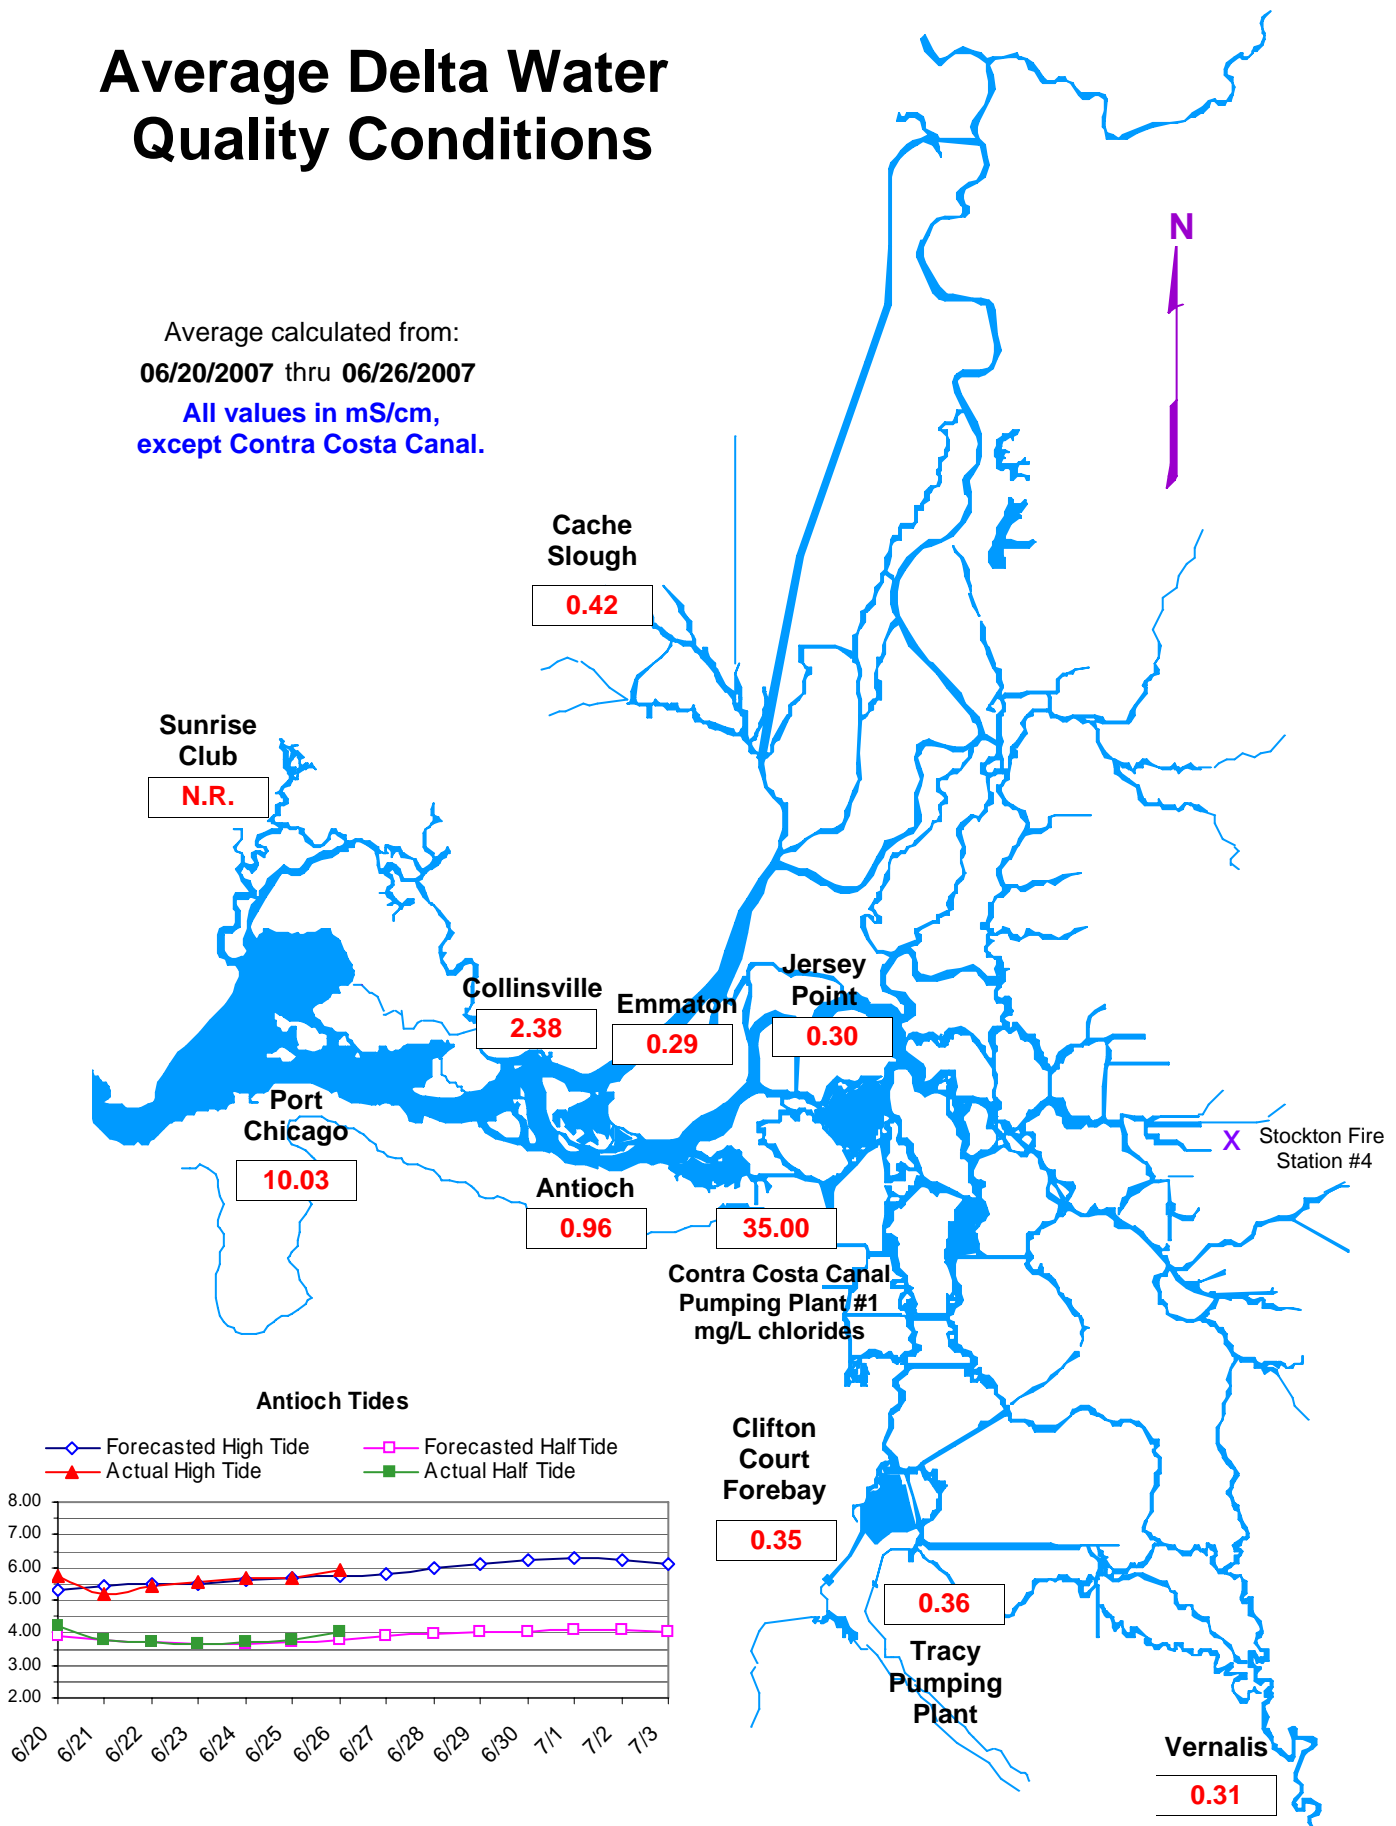 Average Delta Water
Quality Conditions
N
Average calculated from:
06/20/2007 thru 06/26/2007
All values in mS/cm,
except Contra Costa Canal.
Cache
Slough
0.42
Sunrise
Club
N.R.
Collinsville
2.38
Emmaton
0.29
Jersey
Point
0.30
Port
Chicago
10.03
X Stockton Fire
Station #4
Antioch
0.96
35.00
Contra Costa Canal
Pumping Plant #1
mg/L chlorides
Clifton
Court
Forebay
0.35
0.36
Tracy
Pumping
Plant
Vernalis
0.31
Antioch Tides
Forecasted High Tide
Forecasted Half Tide
Actual High Tide
Actual Half Tide
8.00
7.00
6.00
5.00
4.00
3.00
2.00
6/20 6/21 6/22 6/23 6/24 6/25 6/26 6/27 6/28 6/29 6/30 7/1 7/2 7/3